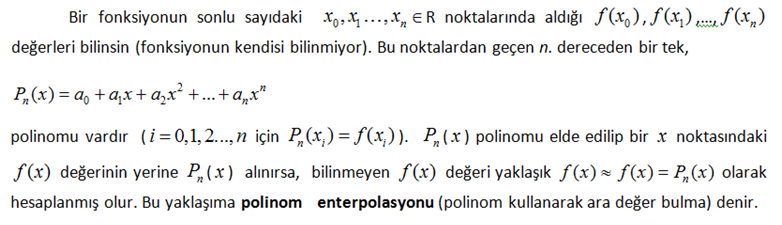 Bir fonksiyonun sonlu sayıdaki x₀,x₁...,xₙ ∈ R noktalarında aldığı f(x₀),f(x₁),...,f(xₙ)
değerleri bilinsin (fonksiyonun kendisi bilinmiyor). Bu noktalardan geçen n. dereceden bir tek,
Pₙ(x) = a₀ + a₁x + a₂x² + ... + aₙxⁿ
polinomu vardır (i = 0,1,2...,n için Pₙ(xᵢ) = f(xᵢ)). Pₙ(x) polinomu elde edilip bir x noktasındaki
f(x) değerinin yerine Pₙ(x) alınırsa, bilinmeyen f(x) değeri yaklaşık f(x) ≈ f(x) = Pₙ(x) olarak
hesaplanmış olur. Bu yaklaşıma polinom enterpolasyonu (polinom kullanarak ara değer bulma) denir.